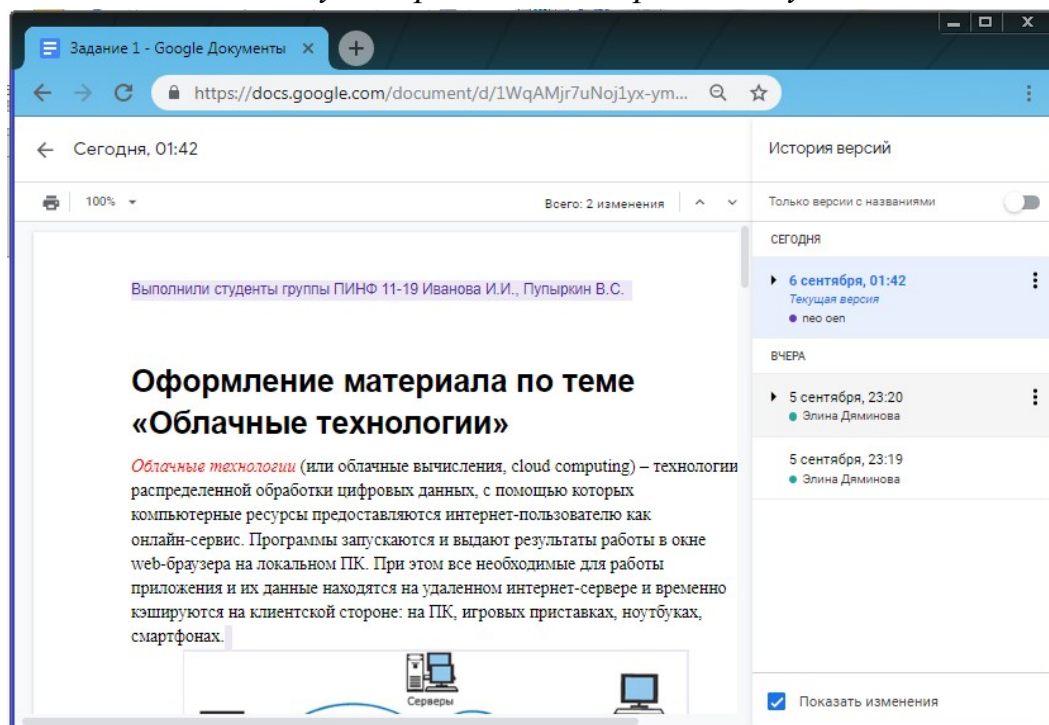 Задание 1 - Google Документы
https://docs.google.com/document/d/1WqAMjr7uNoj1yx-ym...
Сегодня, 01:42
История версий
100%
Всего: 2 изменения
Только версии с названиями
СЕГОДНЯ
6 сентября, 01:42
Текущая версия
neo oen
ВЧЕРА
5 сентября, 23:20
Элина Дяминова
5 сентября, 23:19
Элина Дяминова
Показать изменения
Выполнили студенты группы ПИНФ 11-19 Иванова И.И., Пупыркин В.С.
Оформление материала по теме
«Облачные технологии»
Облачные технологии (или облачные вычисления, cloud computing) – технологии
распределенной обработки цифровых данных, с помощью которых
компьютерные ресурсы предоставляются интернет-пользователю как
онлайн-сервис. Программы запускаются и выдают результаты работы в окне
web-браузера на локальном ПК. При этом все необходимые для работы
приложения и их данные находятся на удаленном интернет-сервере и временно
кэшируются на клиентской стороне: на ПК, игровых приставках, ноутбуках,
смартфонах.
Серверы